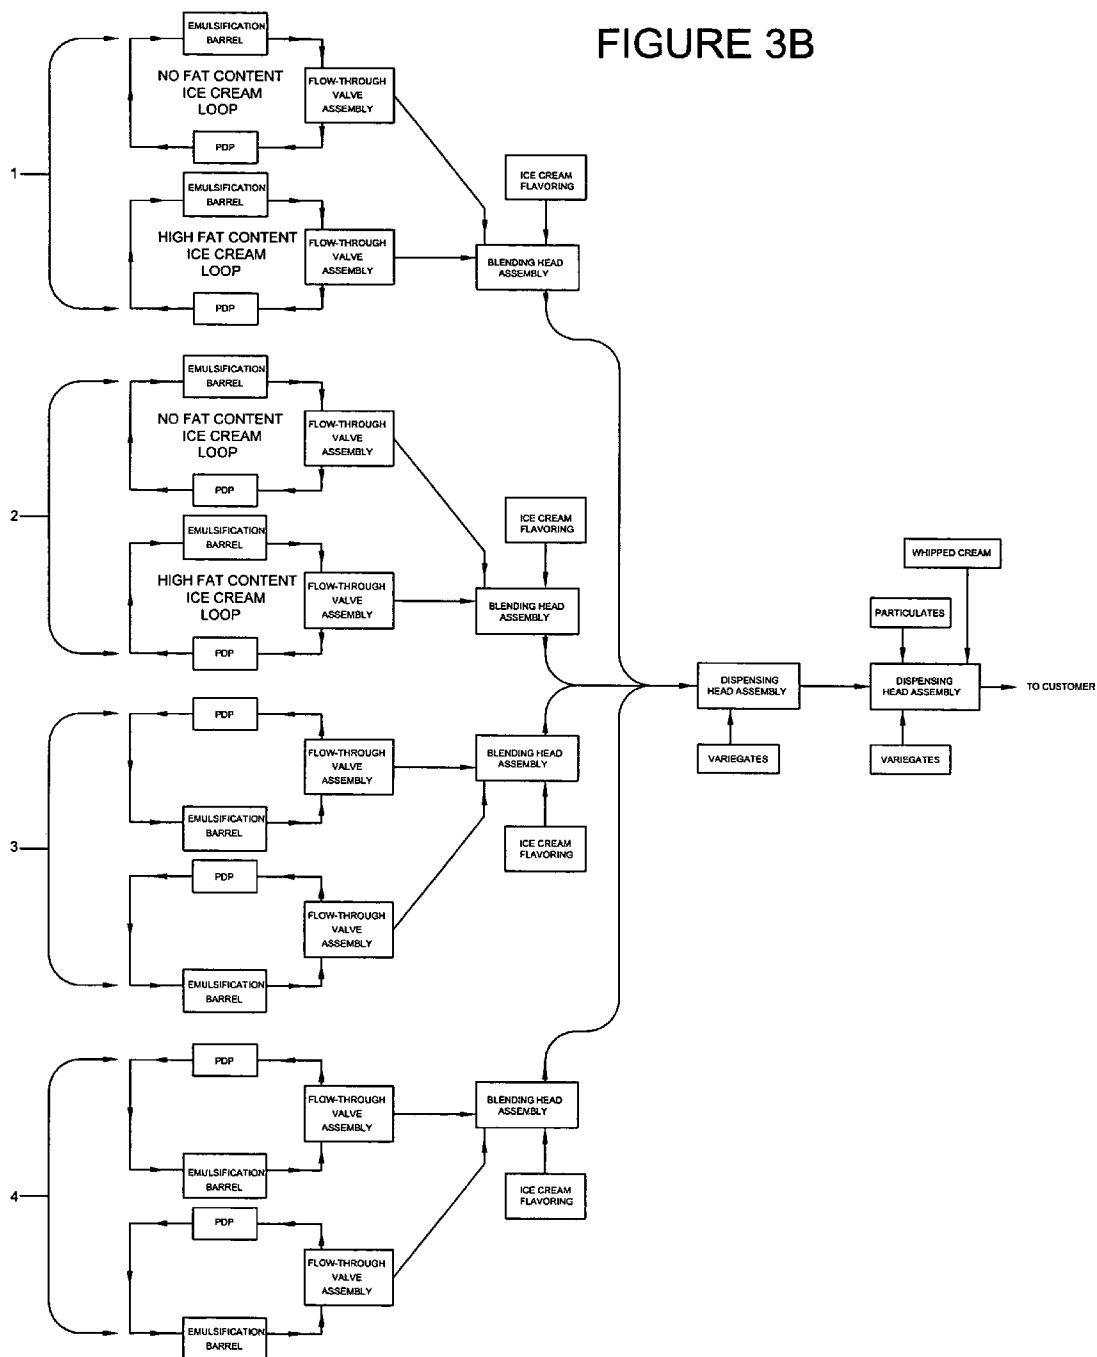 FIGURE 3B
1
EMULSIFICATION
BARREL
NO FAT CONTENT
ICE CREAM
LOOP
FLOW-THROUGH
VALVE
ASSEMBLY
PDP
EMULSIFICATION
BARREL
HIGH FAT CONTENT
ICE CREAM
LOOP
FLOW-THROUGH
VALVE
ASSEMBLY
PDP
ICE CREAM
FLAVORING
BLENDING HEAD
ASSEMBLY
2
EMULSIFICATION
BARREL
NO FAT CONTENT
ICE CREAM
LOOP
FLOW-THROUGH
VALVE
ASSEMBLY
PDP
EMULSIFICATION
BARREL
HIGH FAT CONTENT
ICE CREAM
LOOP
FLOW-THROUGH
VALVE
ASSEMBLY
PDP
ICE CREAM
FLAVORING
BLENDING HEAD
ASSEMBLY
3
PDP
FLOW-THROUGH
VALVE
ASSEMBLY
EMULSIFICATION
BARREL
PDP
FLOW-THROUGH
VALVE
ASSEMBLY
EMULSIFICATION
BARREL
BLENDING HEAD
ASSEMBLY
ICE CREAM
FLAVORING
4
PDP
FLOW-THROUGH
VALVE
ASSEMBLY
EMULSIFICATION
BARREL
PDP
FLOW-THROUGH
VALVE
ASSEMBLY
EMULSIFICATION
BARREL
BLENDING HEAD
ASSEMBLY
ICE CREAM
FLAVORING
DISPENSING
HEAD ASSEMBLY
VARIEGATES
WHIPPED CREAM
PARTICULATES
DISPENSING
HEAD ASSEMBLY
VARIEGATES
TO CUSTOMER